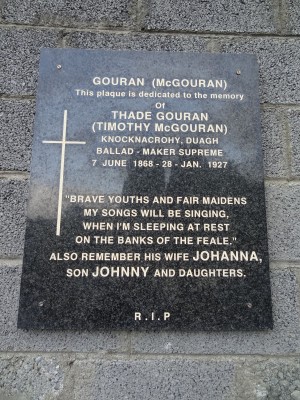 GOURAN (McGOURAN)
This plaque is dedicated to the memory
Of
THADE GOURAN
(TIMOTHY McGOURAN)
KNOCKNACROHY, DUAGH
BALLAD - MAKER SUPREME
7 JUNE 1868 - 28 - JAN. 1927
"BRAVE YOUTHS AND FAIR MAIDENS
MY SONGS WILL BE SINGING,
WHEN I'M SLEEPING AT REST
ON THE BANKS OF THE FEALE."
ALSO REMEMBER HIS WIFE JOHANNA,
SON JOHNNY AND DAUGHTERS.
R.I.P